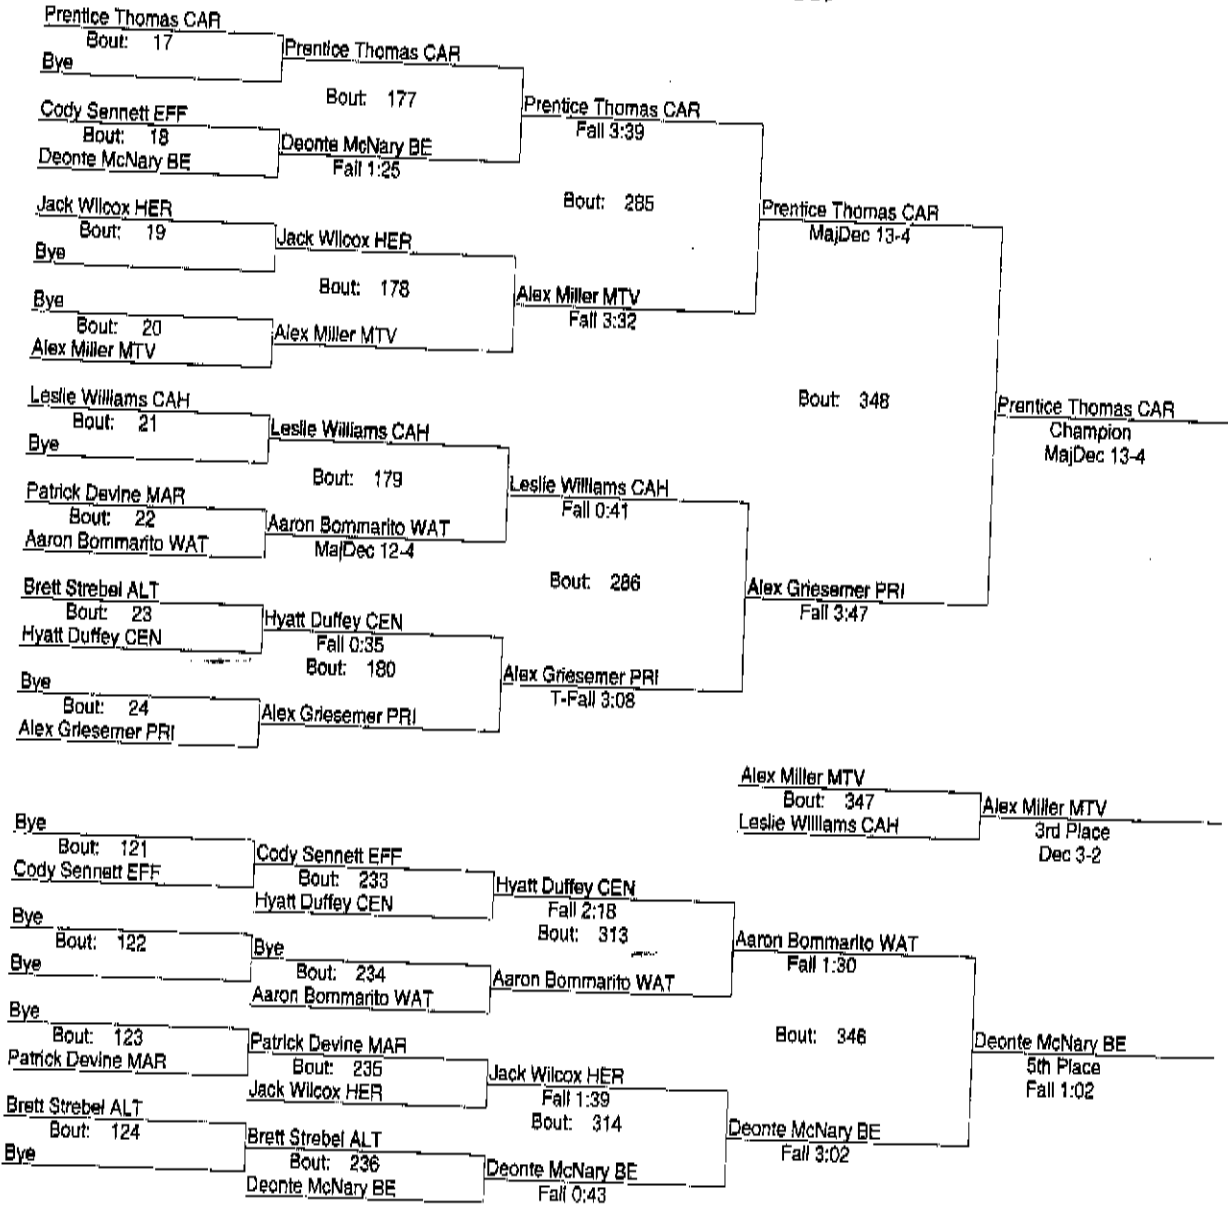 Prentice Thomas CAR
Bout: 17
Bye
Prentice Thomas CAR
Bout: 177
Cody Sennett EFF
Bout: 18
Deonte McNary BE
Deonte McNary BE
Fall 1:25
Prentice Thomas CAR
Fall 3:39
Bout: 285
Jack Wilcox HER
Bout: 19
Bye
Jack Wilcox HER
Bout: 178
Bye
Bout: 20
Alex Miller MTV
Alex Miller MTV
Alex Miller MTV
Fall 3:32
Prentice Thomas CAR
MajDec 13-4
Bout: 348
Leslie Williams CAH
Bout: 21
Bye
Leslie Williams CAH
Bout: 179
Patrick Devine MAR
Bout: 22
Aaron Bommarito WAT
Aaron Bommarito WAT
MajDec 12-4
Leslie Williams CAH
Fall 0:41
Bout: 286
Brett Strebel ALT
Bout: 23
Hyatt Duffey CEN
Hyatt Duffey CEN
Fall 0:35
Bout: 180
Bye
Bout: 24
Alex Griesemer PRI
Alex Griesemer PRI
Alex Griesemer PRI
T-Fall 3:08
Alex Griesemer PRI
Fall 3:47
Prentice Thomas CAR
Champion
MajDec 13-4
Alex Miller MTV
Bout: 347
Leslie Williams CAH
Alex Miller MTV
3rd Place
Dec 3-2
Bye
Bout: 121
Cody Sennett EFF
Cody Sennett EFF
Bout: 233
Hyatt Duffey CEN
Hyatt Duffey CEN
Fall 2:18
Bout: 313
Bye
Bout: 122
Bye
Bye
Bout: 234
Aaron Bommarito WAT
Aaron Bommarito WAT
Aaron Bommarito WAT
Fall 1:30
Bout: 346
Bye
Bout: 123
Patrick Devine MAR
Patrick Devine MAR
Bout: 235
Jack Wilcox HER
Jack Wilcox HER
Fall 1:39
Bout: 314
Brett Strebel ALT
Bout: 124
Bye
Brett Strebel ALT
Bout: 236
Deonte McNary BE
Deonte McNary BE
Fall 0:43
Deonte McNary BE
Fall 3:02
Deonte McNary BE
5th Place
Fall 1:02